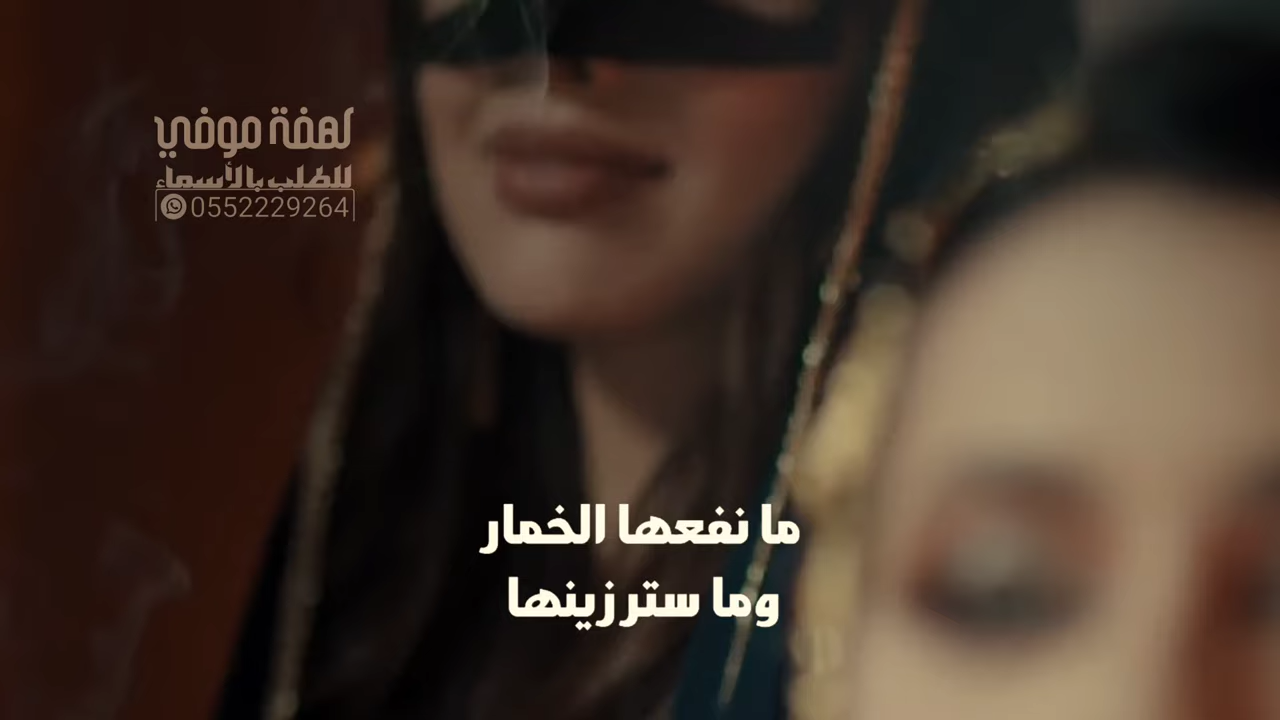 لهفة موفي
للطلب بالأسماء
0552229264
ما نفعها الخمار
وما ستر زينها